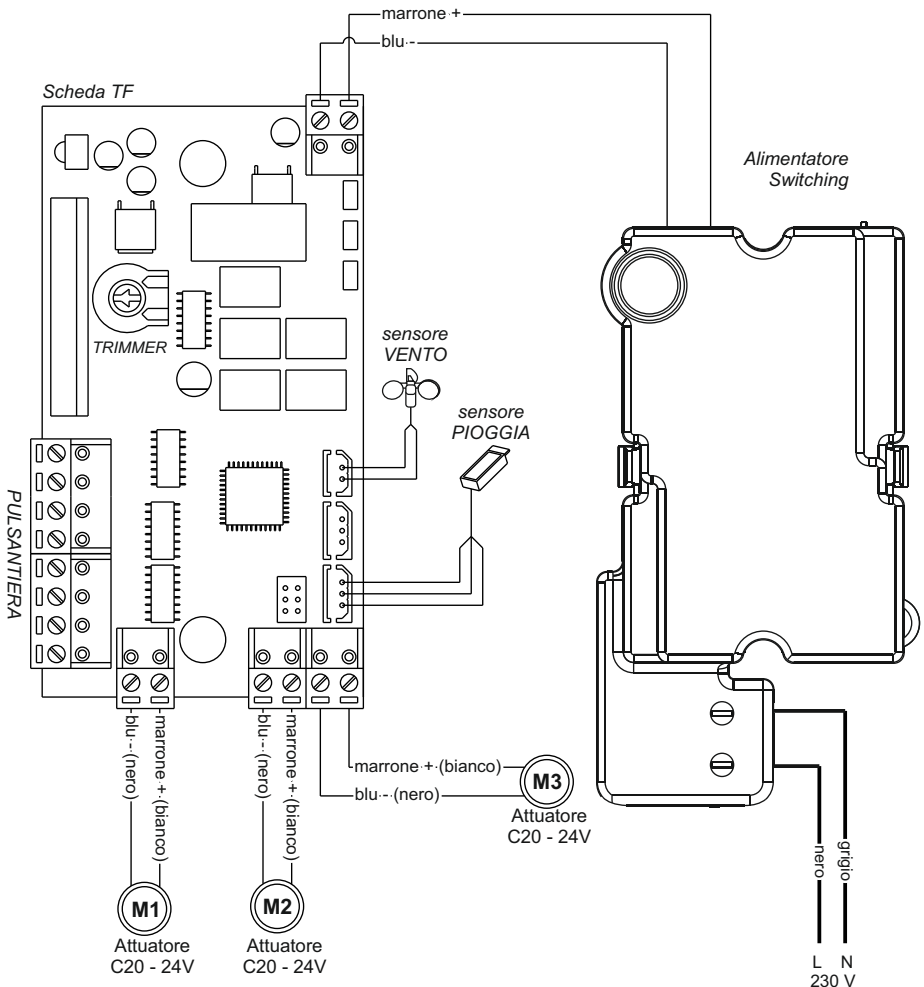 marrone +
blu -
Scheda TF
Alimentatore
Switching
TRIMMER
sensore
VENTO
sensore
PIOGGIA
PULSANTIERA
blu - (nero)
marrone + (bianco)
blu - (nero)
marrone + (bianco)
marrone + (bianco)
blu - (nero)
M3
Attuatore
C20 - 24V
M1
Attuatore
C20 - 24V
M2
Attuatore
C20 - 24V
nero
grigio
L N
230 V